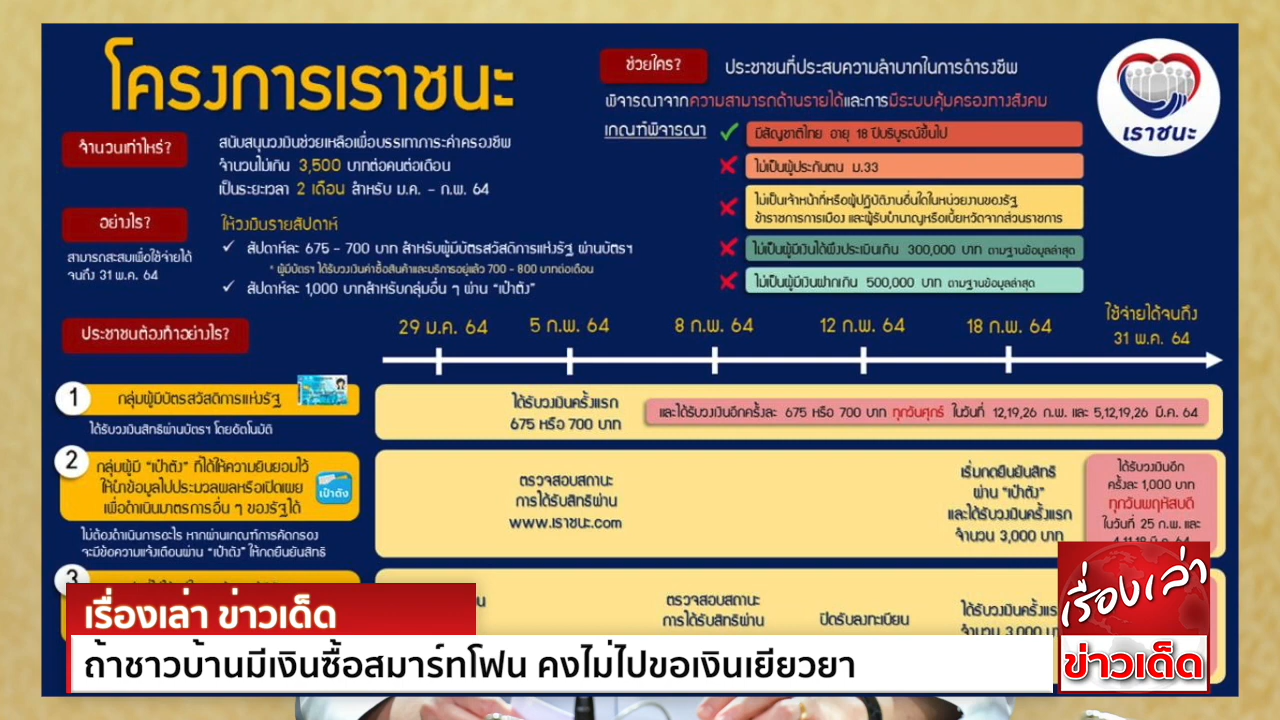 โครงการเราชนะ
จำนวนเท่าไหร่?
สนับสนุนวงเงินช่วยเหลือเพื่อบรรเทาภาระค่าครองชีพ
จำนวนไม่เกิน 3,500 บาทต่อคนต่อเดือน
เป็นระยะเวลา 2 เดือน สำหรับ ม.ค. - ก.พ. 64
อย่างไร?
สามารถสะสมเพื่อใช้จ่ายได้
จนถึง 31 พ.ค. 64
ให้วงเงินรายสัปดาห์
✓ สัปดาห์ละ 675 - 700 บาท สำหรับผู้มีบัตรสวัสดิการแห่งรัฐ ผ่านบัตรฯ
* ผู้มีบัตรฯ ได้รับวงเงินค่าซื้อสินค้าและบริการอยู่แล้ว 700 - 800 บาทต่อเดือน
✓ สัปดาห์ละ 1,000 บาทสำหรับกลุ่มอื่น ๆ ผ่าน “เป๋าตัง”
ช่วยใคร?
ประชาชนที่ประสบความลำบากในการดำรงชีพ
พิจารณาจากความสามารถด้านรายได้และการมีระบบคุ้มครองทางสังคม
เกณฑ์พิจารณา
มีสัญชาติไทย อายุ 18 ปีบริบูรณ์ขึ้นไป
ไม่เป็นผู้ประกันตน ม.33
ไม่เป็นเจ้าหน้าที่หรือผู้ปฏิบัติงานอื่นใดในหน่วยงานของรัฐ
ข้าราชการการเมือง และผู้รับบำนาญหรือเบี้ยหวัดจากส่วนราชการ
ไม่เป็นผู้มีเงินได้พึงประเมินเกิน 300,000 บาท ตามฐานข้อมูลล่าสุด
ไม่เป็นผู้มีเงินฝากเกิน 500,000 บาท ตามฐานข้อมูลล่าสุด
เราชนะ
ประชาชนต้องทำอย่างไร?
29 ม.ค. 64
5 ก.พ. 64
8 ก.พ. 64
12 ก.พ. 64
18 ก.พ. 64
ใช้จ่ายได้จนถึง
31 พ.ค. 64
1
กลุ่มผู้มีบัตรสวัสดิการแห่งรัฐ
ได้รับวงเงินสิทธิผ่านบัตรฯ โดยอัตโนมัติ
ได้รับวงเงินครั้งแรก
675 หรือ 700 บาท
และได้รับวงเงินอีกครั้งละ 675 หรือ 700 บาท ทุกวันศุกร์ ในวันที่ 12,19,26 ก.พ. และ 5,12,19,26 มี.ค. 64
2
กลุ่มผู้มี “เป๋าตัง” ที่ได้ให้ความยินยอมไว้
ให้นำข้อมูลไปประมวลผลหรือเปิดเผย
เพื่อดำเนินมาตรการอื่น ๆ ของรัฐได้
เป๋าตัง
ไม่ต้องดำเนินการอะไร หากผ่านเกณฑ์การคัดกรอง
จะมีข้อความแจ้งเตือนผ่าน “เป๋าตัง” ให้กดยืนยันสิทธิ
ตรวจสอบสถานะ
การได้รับสิทธิผ่าน
www.เราชนะ.com
เริ่มกดยืนยันสิทธิ
ผ่าน “เป๋าตัง”
และได้รับวงเงินครั้งแรก
จำนวน 3,000 บาท
ได้รับวงเงินอีก
ครั้งละ 1,000 บาท
ทุกวันพฤหัสบดี
ในวันที่ 25 ก.พ. และ
3
ตรวจสอบสถานะ
การได้รับสิทธิผ่าน
ปิดรับลงทะเบียน
ได้รับวงเงินครั้งแรก
จำนวน 3,000
เรื่องเล่า ข่าวเด็ด
ถ้าชาวบ้านมีเงินซื้อสมาร์ทโฟน คงไม่ไปขอเงินเยียวยา
เรื่องเล่า
ข่าวเด็ด